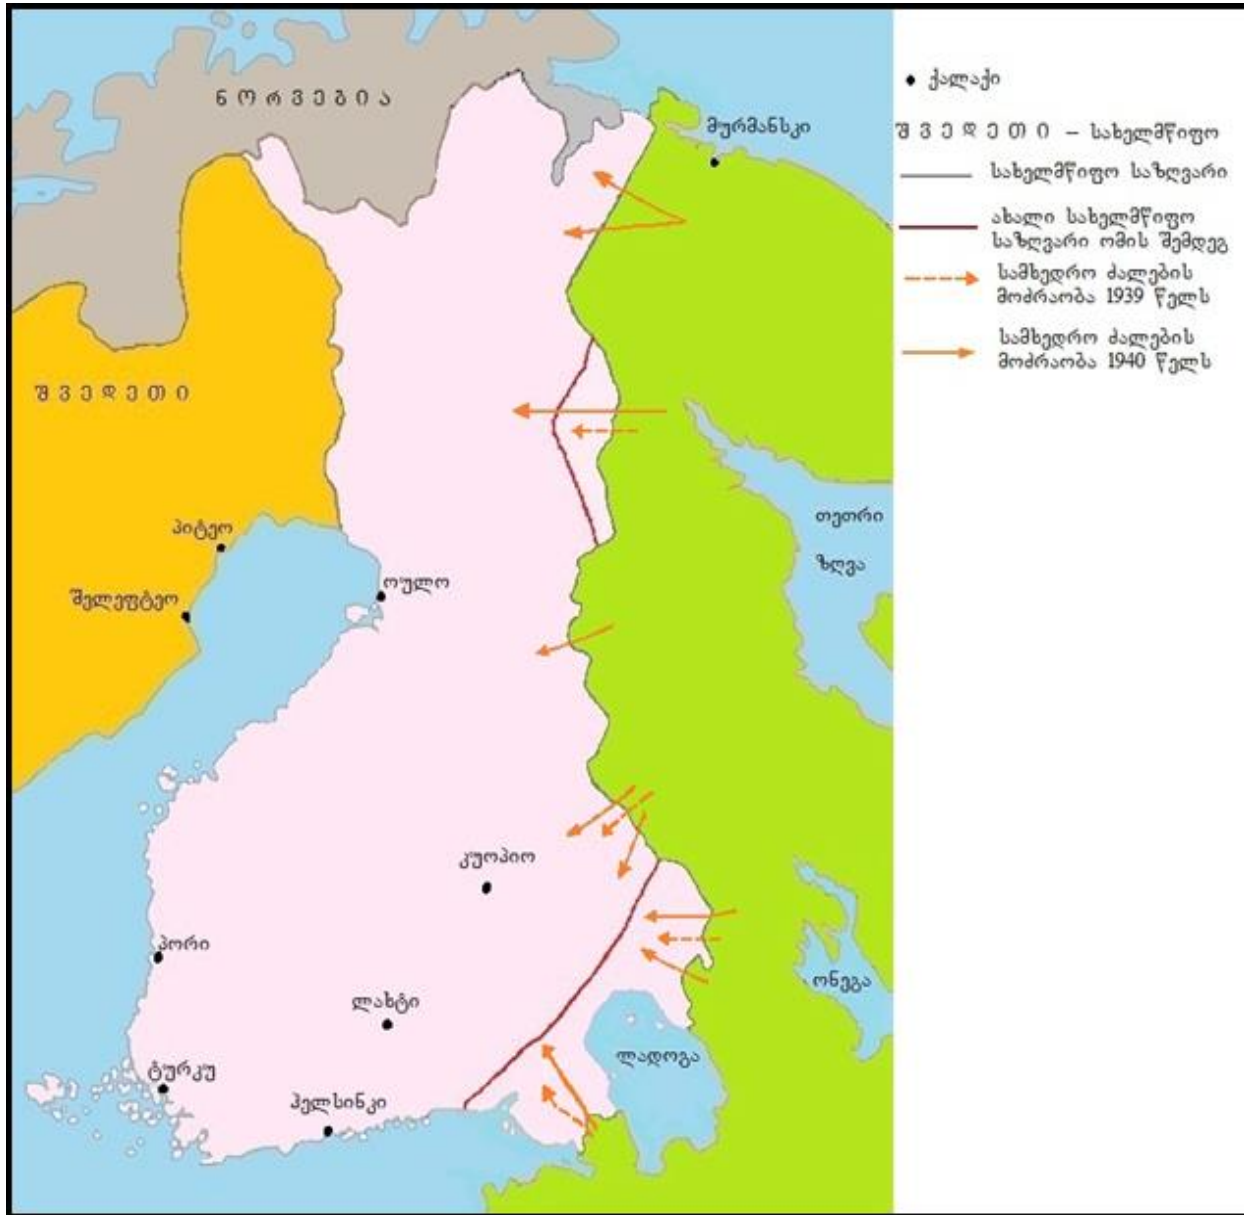 ნორვეგია
მურმანსკი
შვედეთი
თეთრი
ზღვა
პიტეო
შელეფტეო
ოულო
კუოპიო
პორი
ონეგა
ლახტი
ლადოგა
ტურკუ
ჰელსინკი
ქალაქი
შვედეთი – სახელმწიფო
სახელმწიფო საზღვარი
ახალი სახელმწიფო
საზღვარი ომის შემდეგ
სამხედრო ძალების
მოძრაობა 1939 წელს
სამხედრო ძალების
მოძრაობა 1940 წელს